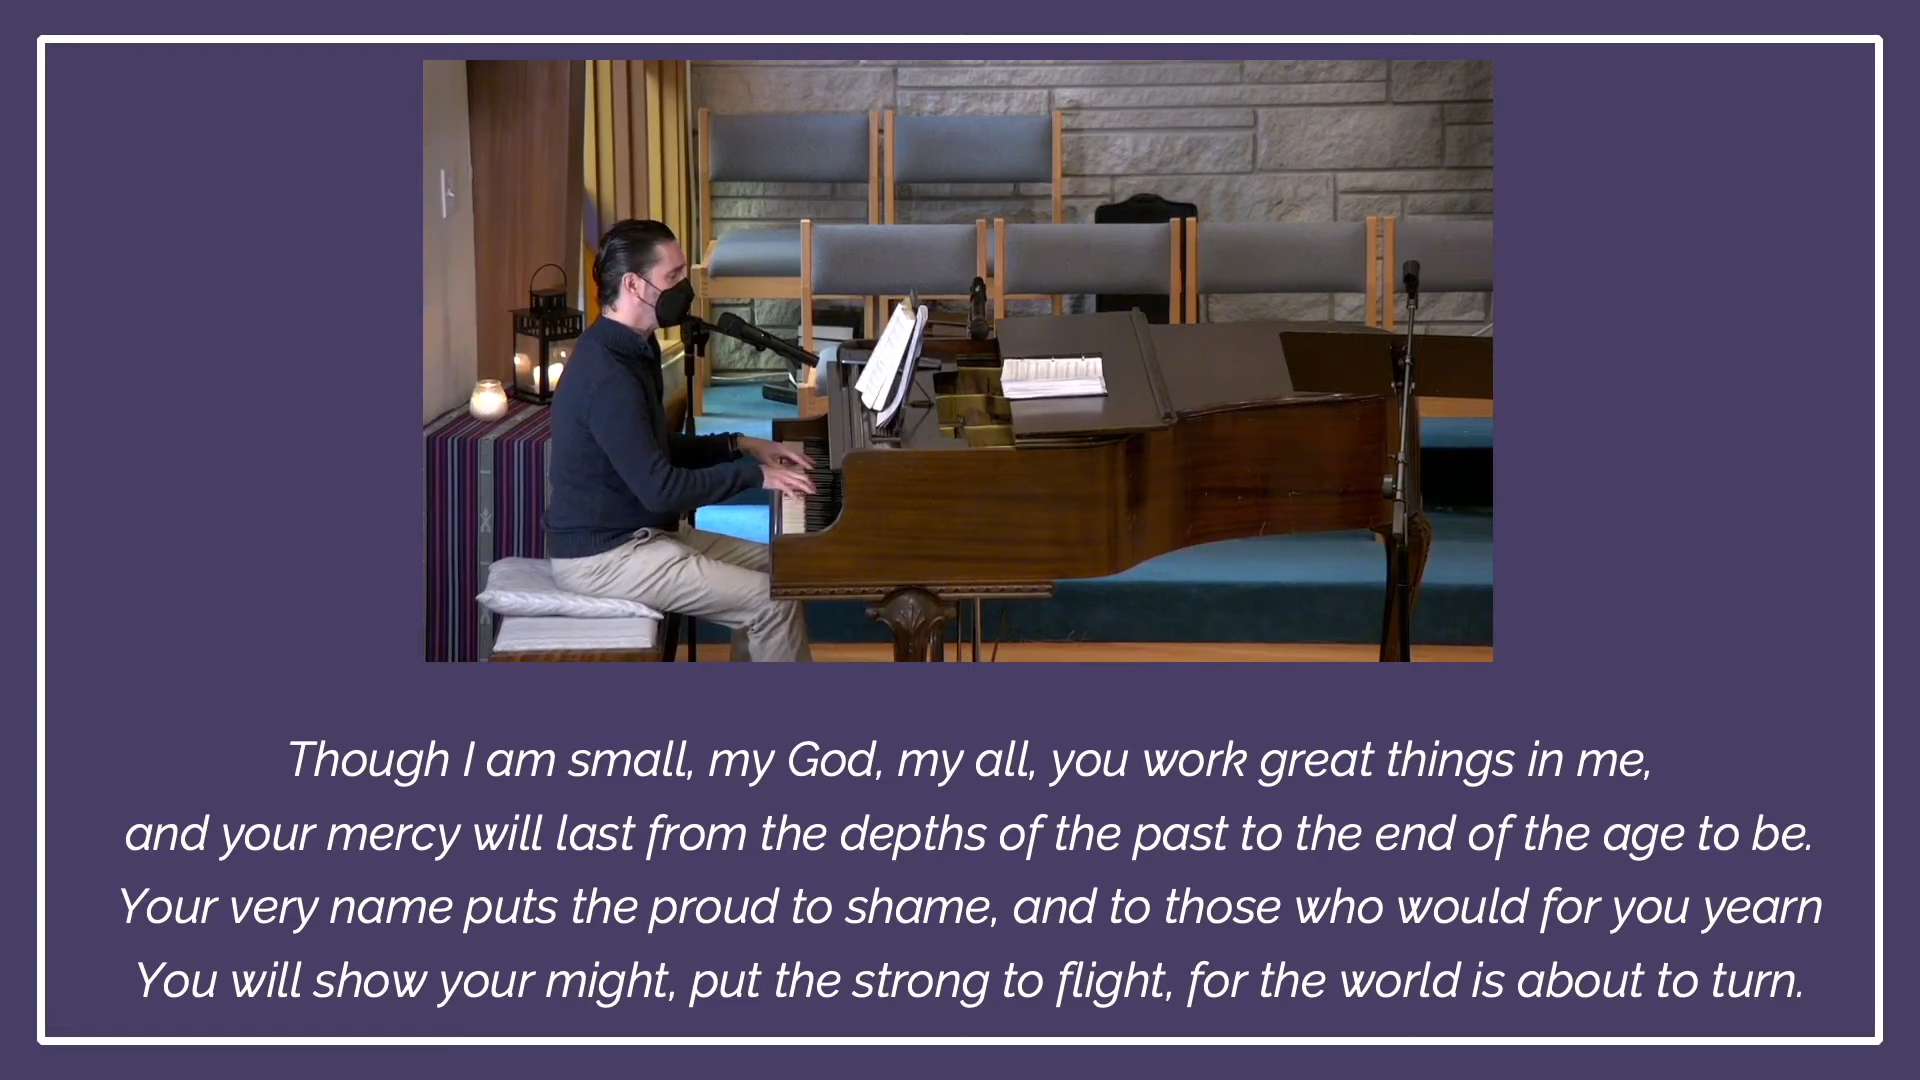 Though I am small, my God, my all, you work great things in me,
and your mercy will last from the depths of the past to the end of the age to be.
Your very name puts the proud to shame, and to those who would for you yearn
You will show your might, put the strong to flight, for the world is about to turn.